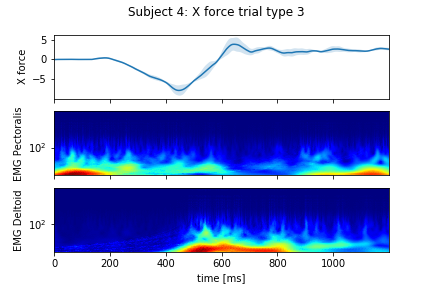 Subject 4: X force trial type 3
5
0
−5
X force
10²
EMG Pectoralis
10²
EMG Deltoid
0 200 400 600 800 1000
time [ms]